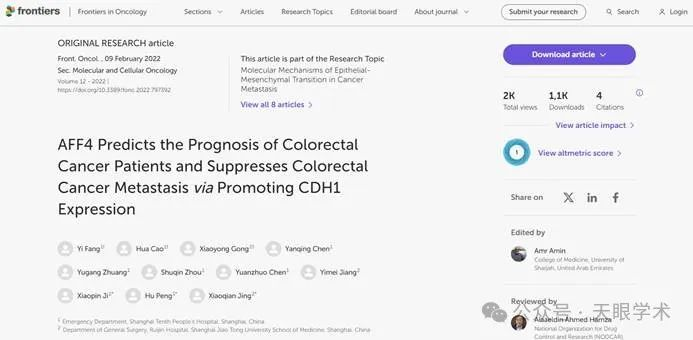 frontiers
Frontiers in Oncology
Sections
Articles
Research Topics
Editorial board
About journal
Submit your research
Search
Login
ORIGINAL RESEARCH article
Front. Oncol., 09 February 2022
Sec. Molecular and Cellular Oncology
Volume 12 - 2022 |
https://doi.org/10.3389/fonc.2022.797392
This article is part of the Research Topic
Molecular Mechanisms of Epithelial-
Mesenchymal Transition in Cancer
Metastasis
View all 8 articles
AFF4 Predicts the Prognosis of Colorectal
Cancer Patients and Suppresses Colorectal
Cancer Metastasis via Promoting CDH1
Expression
Yi Fang1† Hua Cao1† Xiaoyong Gong1† Yanqing Chen1
Yugang Zhuang1 Shuqin Zhou1 Yuanzhuo Chen1 Yimei Jiang2
Xiaopin Ji2* Hu Peng1* Xiaoqian Jing2*
1 Emergency Department, Shanghai Tenth People's Hospital, Shanghai, China
2 Department of General Surgery, Ruijin Hospital, Shanghai Jiao Tong University School of Medicine, Shanghai, China
Download article
2K 1,1K 4
Total views Downloads Citations
View article impact
1
View altmetric score
Share on
Edited by
Amr Amin
College of Medicine, University of
Sharjah, United Arab Emirates
Reviewed by
Alaaeldin Ahmed Hamza
National Organization for Drug
Control and Research (NODCAR)
公众号 · 天眼学术